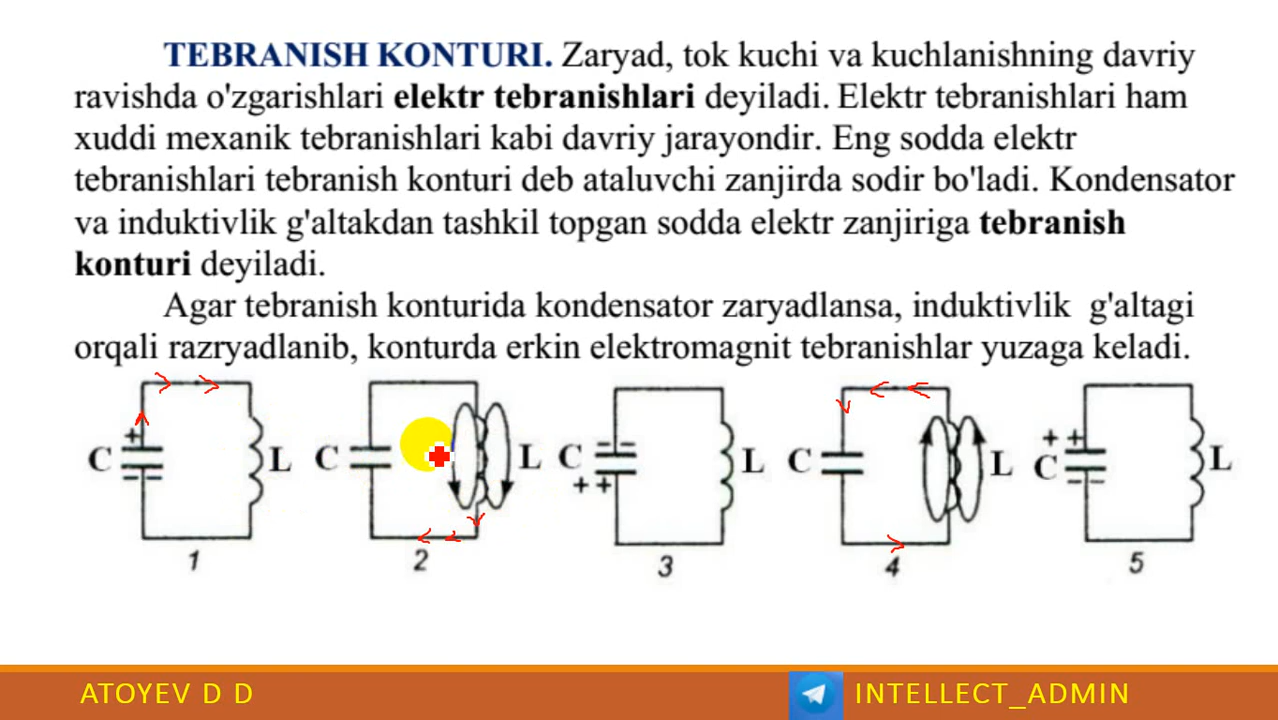 TEBRANISH KONTURI. Zaryad, tok kuchi va kuchlanishning davriy
ravishda o'zgarishlari elektr tebranishlari deyiladi. Elektr tebranishlari ham
xuddi mexanik tebranishlari kabi davriy jarayondir. Eng sodda elektr
tebranishlari tebranish konturi deb ataluvchi zanjirda sodir bo'ladi. Kondensator
va induktivlik g'altakdan tashkil topgan sodda elektr zanjiriga tebranish
konturi deyiladi.
Agar tebranish konturida kondensator zaryadlansa, induktivlik g'altagi
orqali razryadlanib, konturda erkin elektromagnit tebranishlar yuzaga keladi.
+ -- ++
C L C L C L C L C L
-- ++ --
1 2 3 4 5
ATOYEV D D INTELLECT_ADMIN